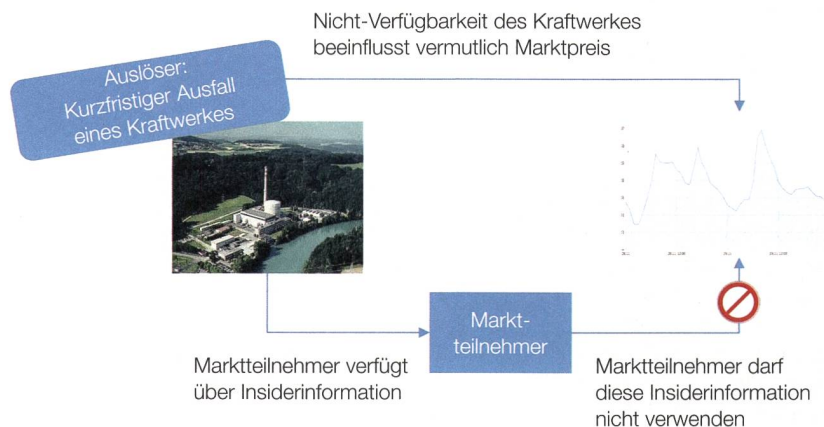 Nicht-Verfügbarkeit des Kraftwerkes
beeinflusst vermutlich Marktpreis
Auslöser:
Kurzfristiger Ausfall
eines Kraftwerkes
Markt-
teilnehmer
Marktteilnehmer verfügt
über Insiderinformation
Marktteilnehmer darf
diese Insiderinformation
nicht verwenden